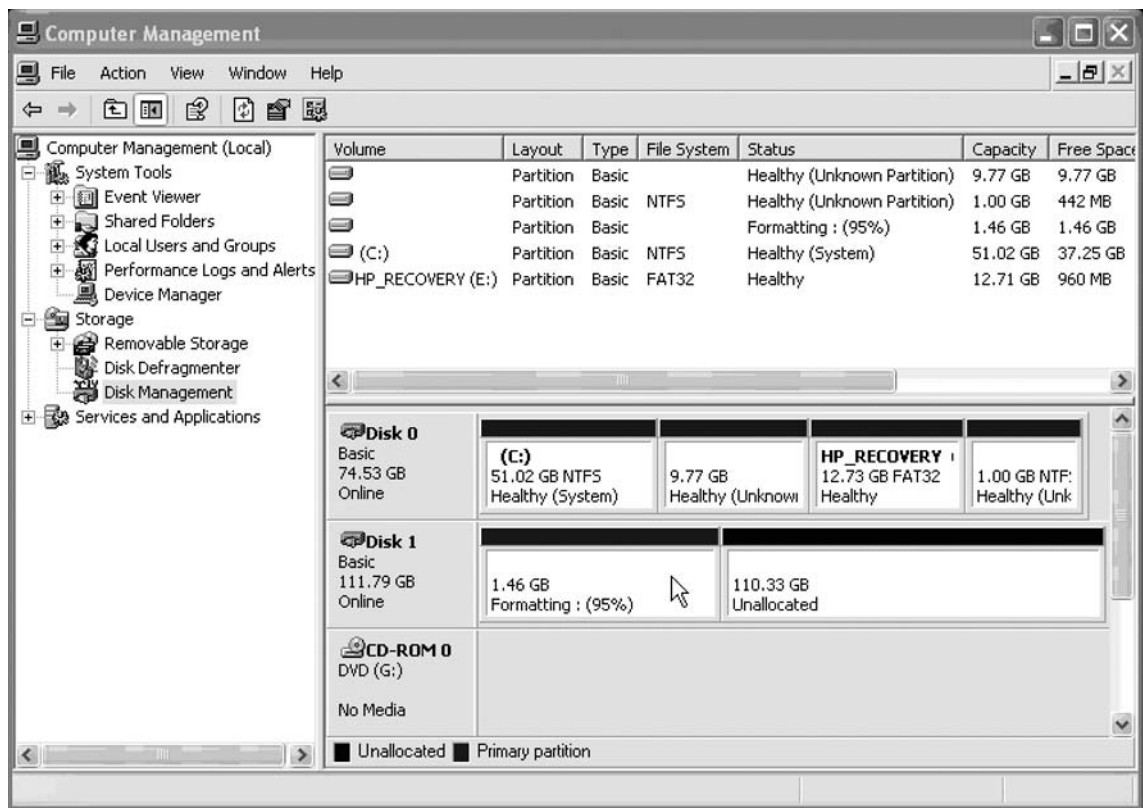 Computer Management
File Action View Window Help
Computer Management (Local)
System Tools
Event Viewer
Shared Folders
Local Users and Groups
Performance Logs and Alerts
Device Manager
Storage
Removable Storage
Disk Defragmenter
Disk Management
Services and Applications
Volume Layout Type File System Status Capacity Free Space
Partition Basic Healthy (Unknown Partition) 9.77 GB 9.77 GB
Partition Basic NTFS Healthy (Unknown Partition) 1.00 GB 442 MB
Partition Basic Formatting : (95%) 1.46 GB 1.46 GB
(C:) Partition Basic NTFS Healthy (System) 51.02 GB 37.25 GB
HP_RECOVERY (E:) Partition Basic FAT32 Healthy 12.71 GB 960 MB
Disk 0
Basic
74.53 GB
Online
(C:)
51.02 GB NTFS
Healthy (System)
9.77 GB
Healthy (Unknow
HP_RECOVERY
12.73 GB FAT32
Healthy
1.00 GB NTF
Healthy (Unk
Disk 1
Basic
111.79 GB
Online
1.46 GB
Formatting : (95%)
110.33 GB
Unallocated
CD-ROM 0
DVD (G:)
No Media
Unallocated Primary partition